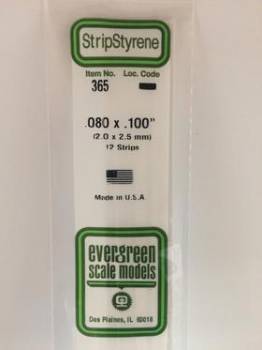 StripStyrene
Item No. Loc. Code
365
.080 x .100"
(2.0 x 2.5 mm)
12 Strips
Made in U.S.A.
evergreen
scale models
Des Plaines, IL 60018